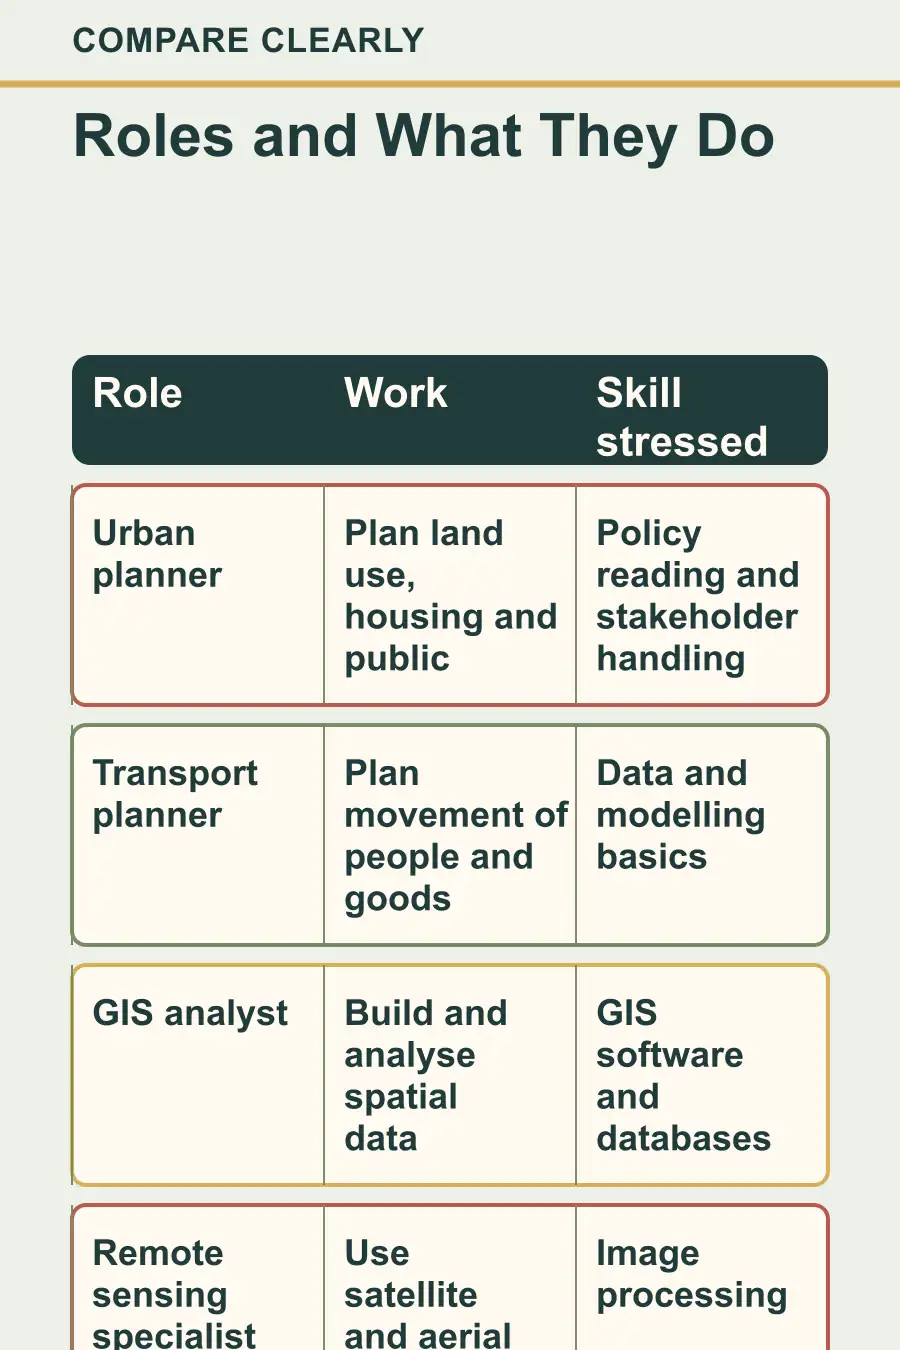 COMPARE CLEARLY
Roles and What They Do
Role
Work
Skill
stressed
Urban
planner
Plan land
use,
housing and
public
Policy
reading and
stakeholder
handling
Transport
planner
Plan
movement of
people and
goods
Data and
modelling
basics
GIS analyst
Build and
analyse
spatial
data
GIS
software
and
databases
Remote
sensing
specialist
Use
satellite
and aerial
Image
processing